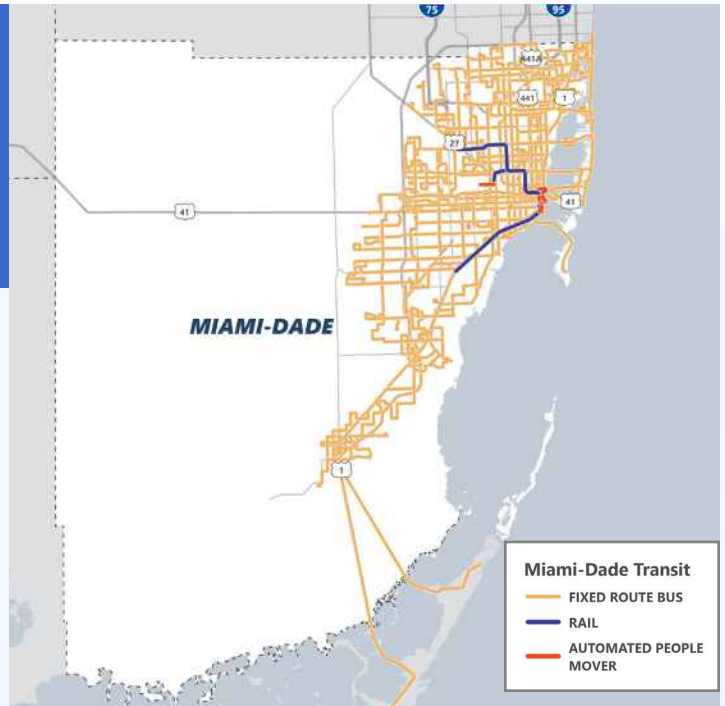 75
95
A41A
441
1
27
41
41
MIAMI-DADE
1
Miami-Dade Transit
FIXED ROUTE BUS
RAIL
AUTOMATED PEOPLE
MOVER